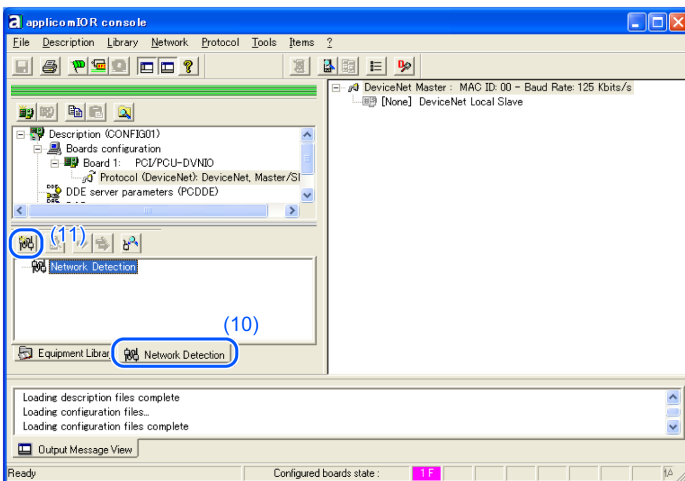 applicomIOR console
File Description Library Network Protocol Tools Items ?
DeviceNet Master : MAC ID: 00 - Baud Rate: 125 Kbits/s
[None] DeviceNet Local Slave
Description (CONFIG01)
Boards configuration
Board 1: PCI/PCU-DVNIO
Protocol (DeviceNet): DeviceNet, Master/Sl
DDE server parameters (PCDDE)
(11)
Network Detection
(10)
Equipment Librar
Network Detection
Loading description files complete
Loading configuration files...
Loading configuration files complete
Output Message View
Ready Configured boards state : 1 F